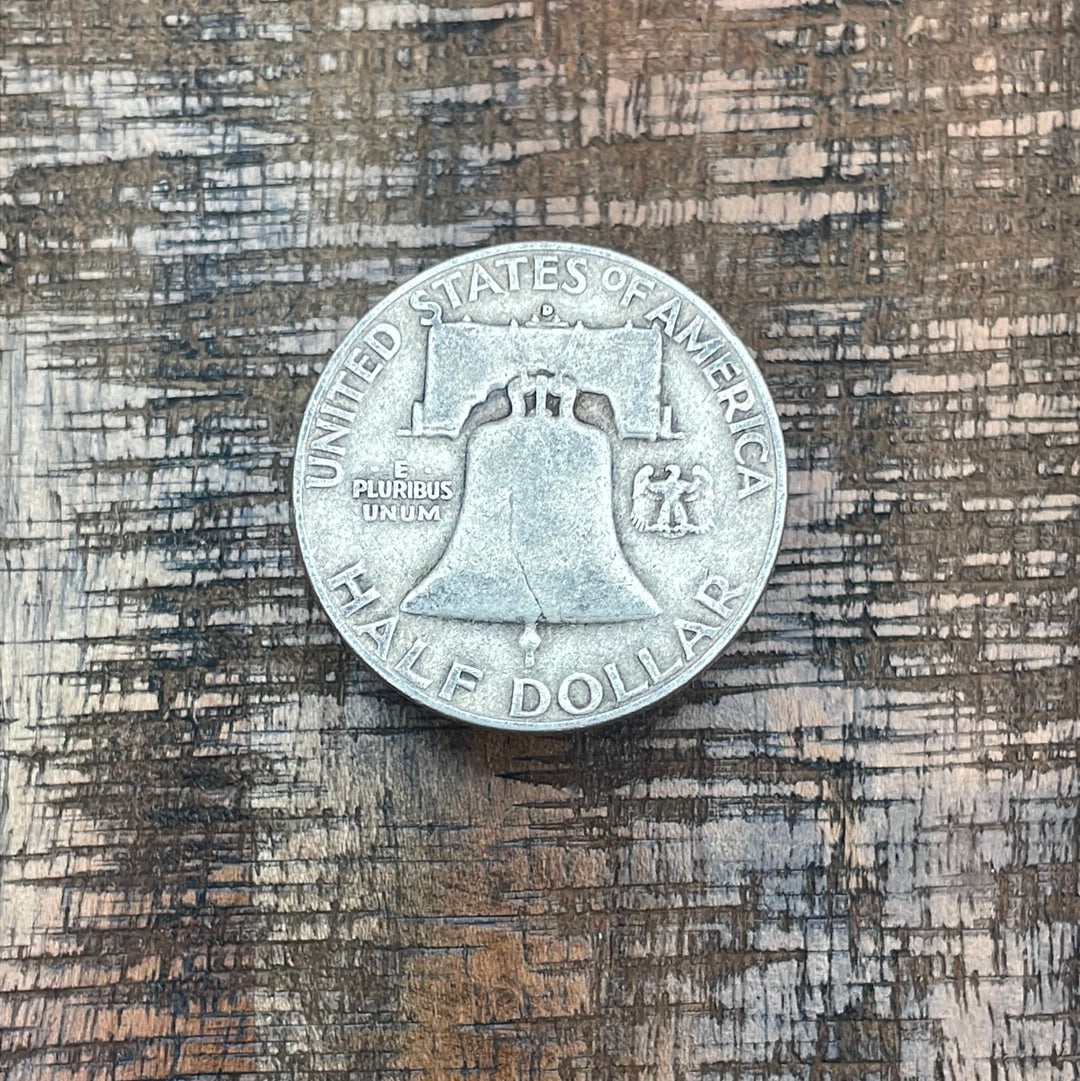 UNITED STATES OF AMERICA
D
E
PLURIBUS
UNUM
HALF DOLLAR